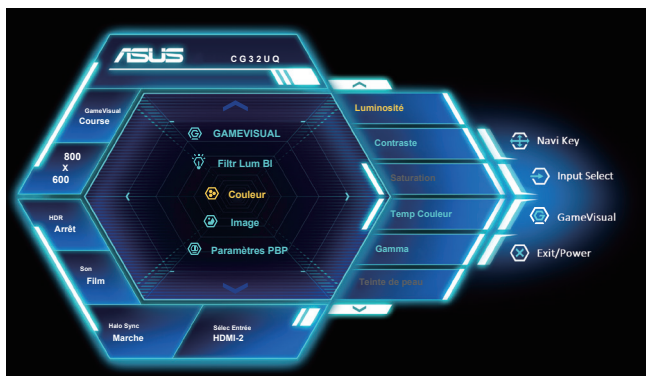 ASUS CG32UQ
GameVisual
Course
800
X
600
HDR
Arrêt
Son
Film
Halo Sync
Marche
Sélec Entrée
HDMI-2
GAMEVISUAL
Filtr Lum Bl
Couleur
Image
Paramètres PBP
Luminosité
Contraste
Saturation
Temp Couleur
Gamma
Teinte de peau
Navi Key
Input Select
GameVisual
Exit/Power